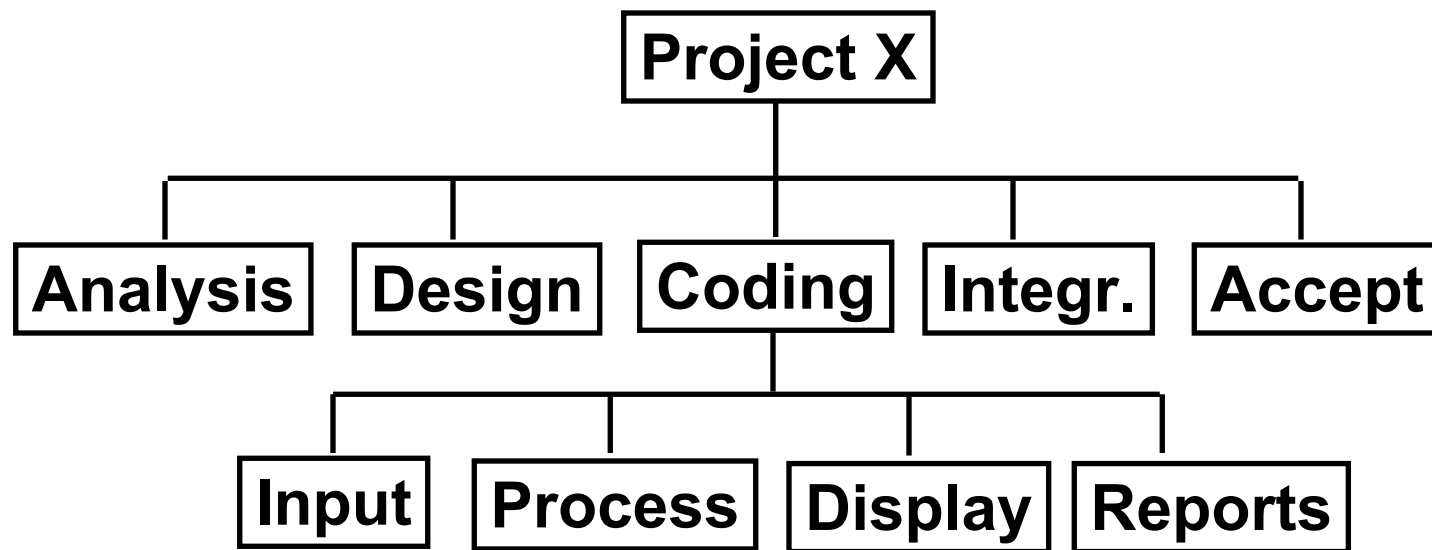 Project X
Analysis
Design
Coding
Integr.
Accept
Input
Process
Display
Reports